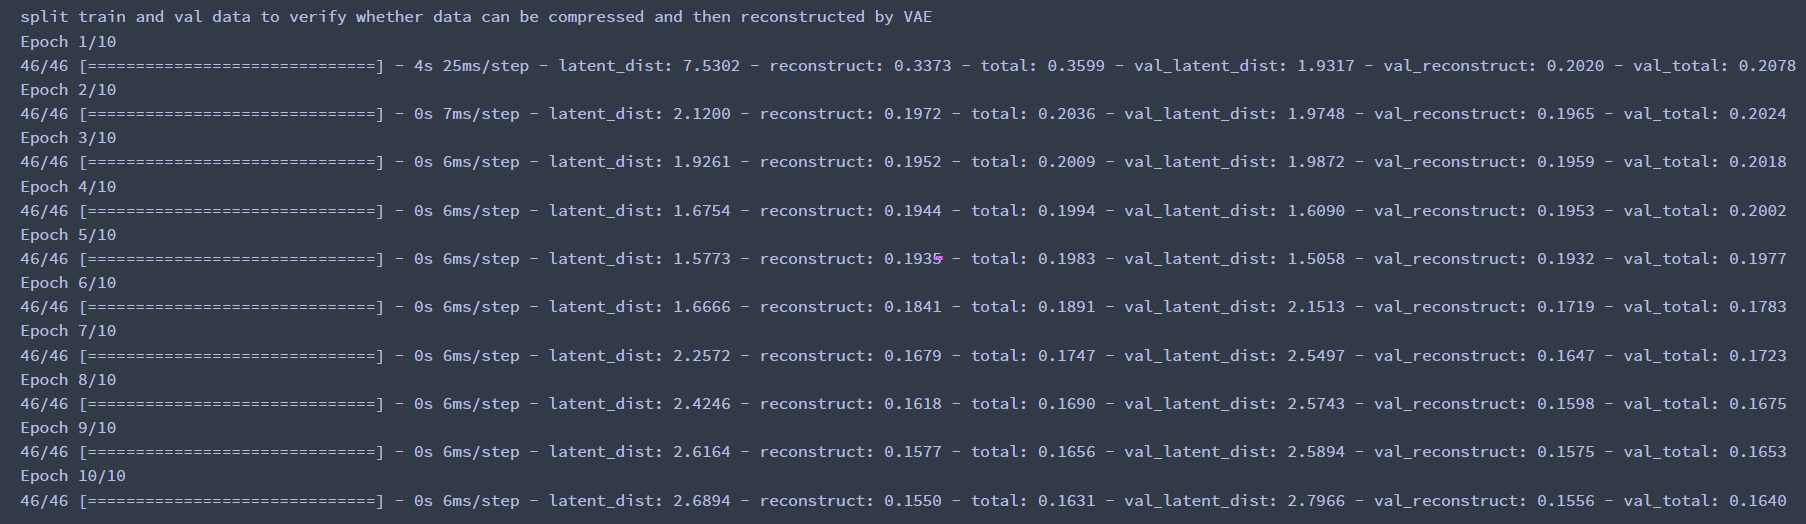 split train and val data to verify whether data can be compressed and then reconstructed by VAE
Epoch 1/10
46/46 [==============================] - 4s 25ms/step - latent_dist: 7.5302 - reconstruct: 0.3373 - total: 0.3599 - val_latent_dist: 1.9317 - val_reconstruct: 0.2020 - val_total: 0.2078
Epoch 2/10
46/46 [==============================] - 0s 7ms/step - latent_dist: 2.1200 - reconstruct: 0.1972 - total: 0.2036 - val_latent_dist: 1.9748 - val_reconstruct: 0.1965 - val_total: 0.2024
Epoch 3/10
46/46 [==============================] - 0s 6ms/step - latent_dist: 1.9261 - reconstruct: 0.1952 - total: 0.2009 - val_latent_dist: 1.9872 - val_reconstruct: 0.1959 - val_total: 0.2018
Epoch 4/10
46/46 [==============================] - 0s 6ms/step - latent_dist: 1.6754 - reconstruct: 0.1944 - total: 0.1994 - val_latent_dist: 1.6090 - val_reconstruct: 0.1953 - val_total: 0.2002
Epoch 5/10
46/46 [==============================] - 0s 6ms/step - latent_dist: 1.5773 - reconstruct: 0.1935 - total: 0.1983 - val_latent_dist: 1.5058 - val_reconstruct: 0.1932 - val_total: 0.1977
Epoch 6/10
46/46 [==============================] - 0s 6ms/step - latent_dist: 1.6666 - reconstruct: 0.1841 - total: 0.1891 - val_latent_dist: 2.1513 - val_reconstruct: 0.1719 - val_total: 0.1783
Epoch 7/10
46/46 [==============================] - 0s 6ms/step - latent_dist: 2.2572 - reconstruct: 0.1679 - total: 0.1747 - val_latent_dist: 2.5497 - val_reconstruct: 0.1647 - val_total: 0.1723
Epoch 8/10
46/46 [==============================] - 0s 6ms/step - latent_dist: 2.4246 - reconstruct: 0.1618 - total: 0.1690 - val_latent_dist: 2.5743 - val_reconstruct: 0.1598 - val_total: 0.1675
Epoch 9/10
46/46 [==============================] - 0s 6ms/step - latent_dist: 2.6164 - reconstruct: 0.1577 - total: 0.1656 - val_latent_dist: 2.5894 - val_reconstruct: 0.1575 - val_total: 0.1653
Epoch 10/10
46/46 [==============================] - 0s 6ms/step - latent_dist: 2.6894 - reconstruct: 0.1550 - total: 0.1631 - val_latent_dist: 2.7966 - val_reconstruct: 0.1556 - val_total: 0.1640